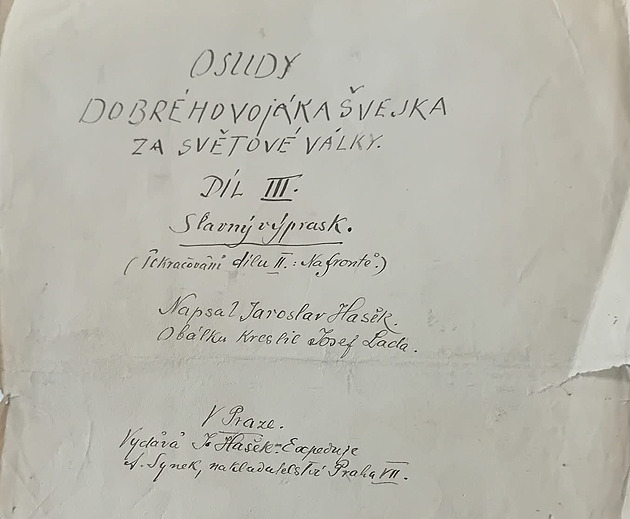 OSUDY
DOBRÉHO VOJÁKA ŠVEJKA
ZA SVĚTOVÉ VÁLKY.
DÍL III.
Slavný výprask.
(Pokračování dílu II.: Na frontě.)
Napsal Jaroslav Hašek.
Obálku kreslil Josef Lada.
V Praze.
Vydává J. Hašek – Expeduje
A. Synek, nakladatelství Praha VII.